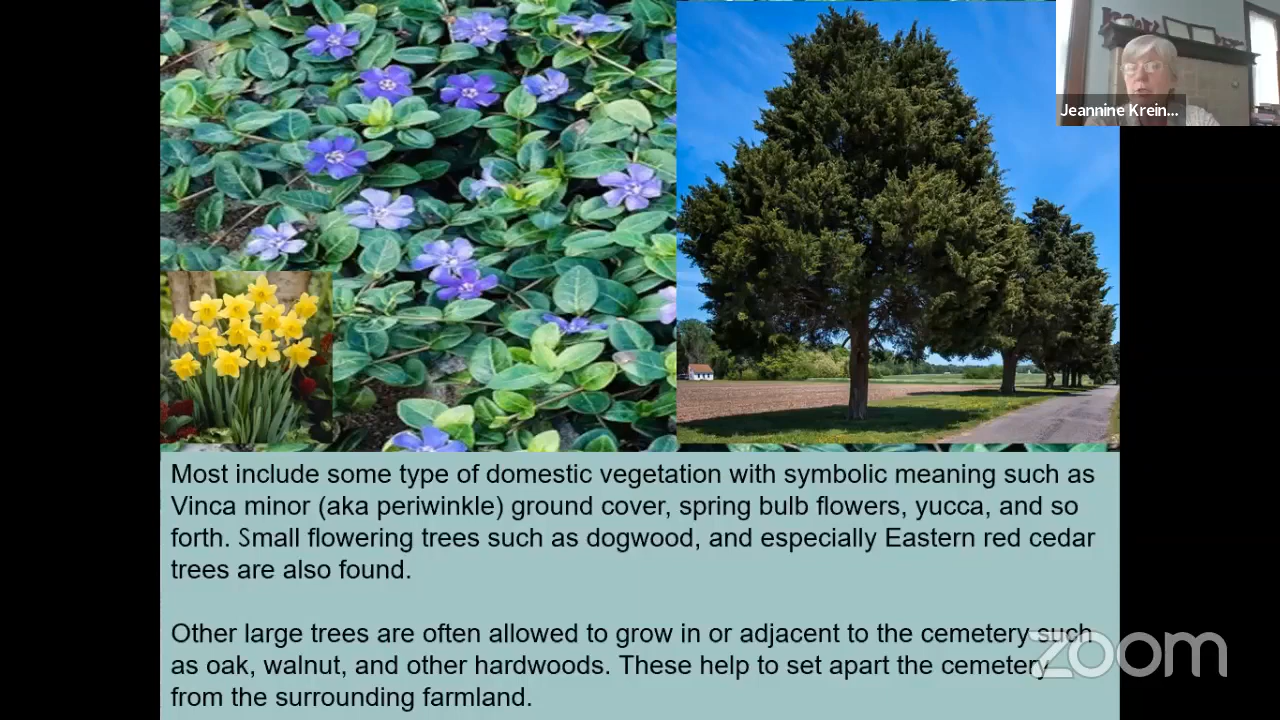 Jeannine Krein...
Most include some type of domestic vegetation with symbolic meaning such as
Vinca minor (aka periwinkle) ground cover, spring bulb flowers, yucca, and so
forth. Small flowering trees such as dogwood, and especially Eastern red cedar
trees are also found.
Other large trees are often allowed to grow in or adjacent to the cemetery such
as oak, walnut, and other hardwoods. These help to set apart the cemetery
from the surrounding farmland.
zoom